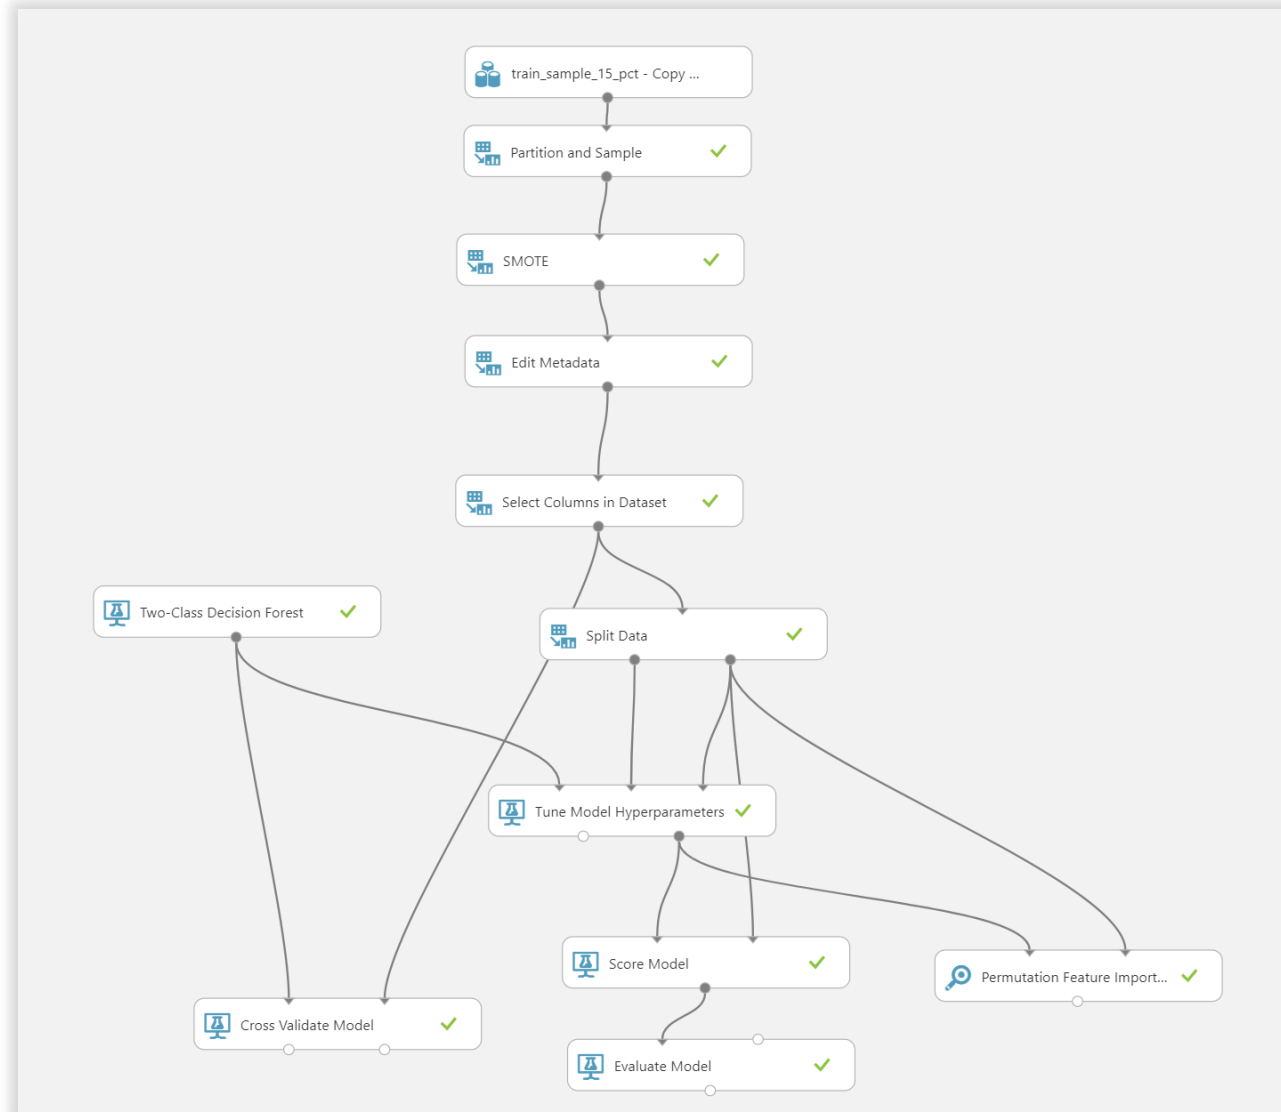 train_sample_15_pct - Copy ...
Partition and Sample
SMOTE
Edit Metadata
Select Columns in Dataset
Two-Class Decision Forest
Split Data
Tune Model Hyperparameters
Score Model
Permutation Feature Import...
Cross Validate Model
Evaluate Model